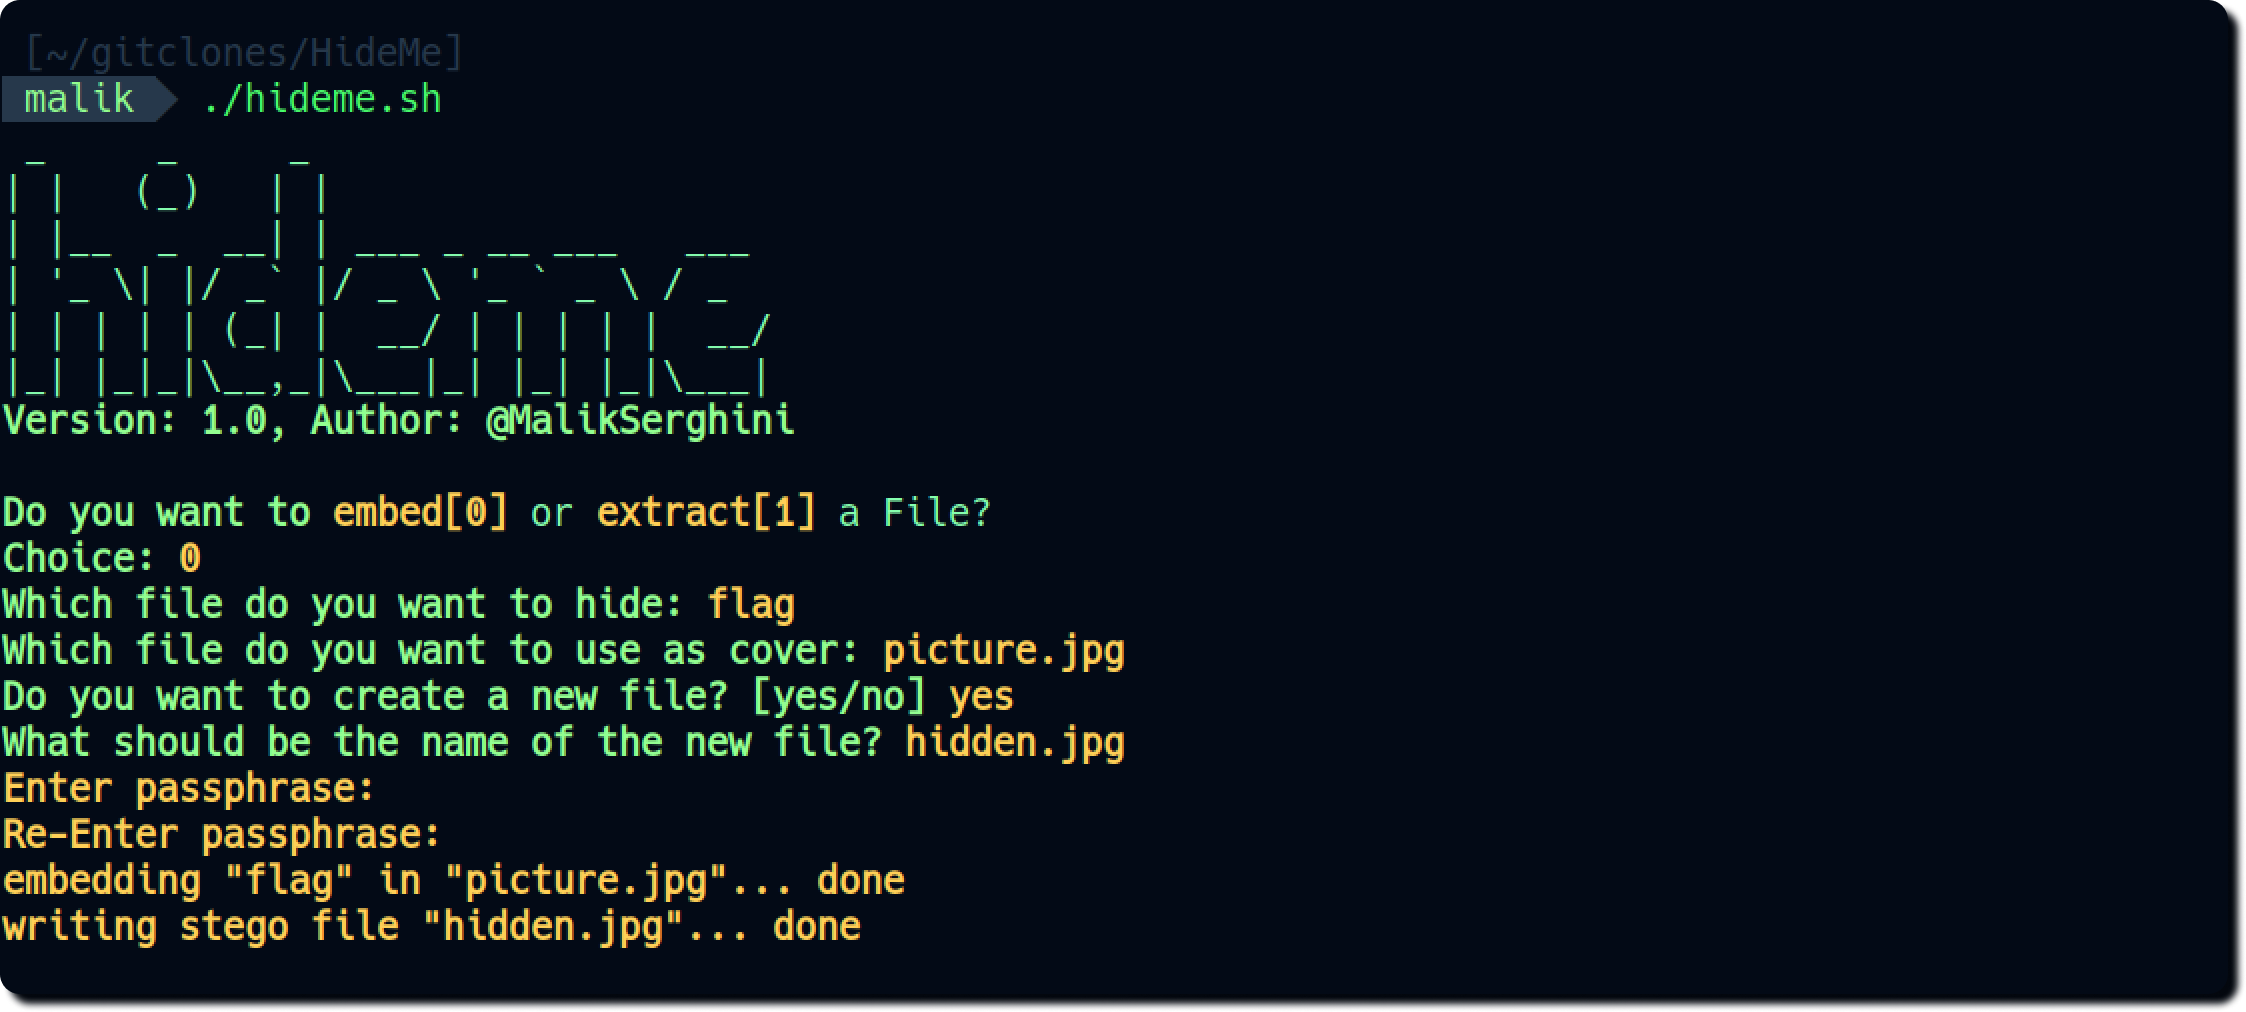 [~/gitclones/HideMe]
malik ./hideme.sh
 _     _     _
| |   (_)   | |
| |__  _  __| | ___ _ __ ___   ___
| '_ \| |/ _` |/ _ \ '_ ` _ \ / _
| | | | | (_| |  __/ | | | | |  __/
|_| |_|_|\__,_|\___|_| |_| |_|\___|
Version: 1.0, Author: @MalikSerghini
Do you want to embed[0] or extract[1] a File?
Choice: 0
Which file do you want to hide: flag
Which file do you want to use as cover: picture.jpg
Do you want to create a new file? [yes/no] yes
What should be the name of the new file? hidden.jpg
Enter passphrase:
Re-Enter passphrase:
embedding "flag" in "picture.jpg"... done
writing stego file "hidden.jpg"... done